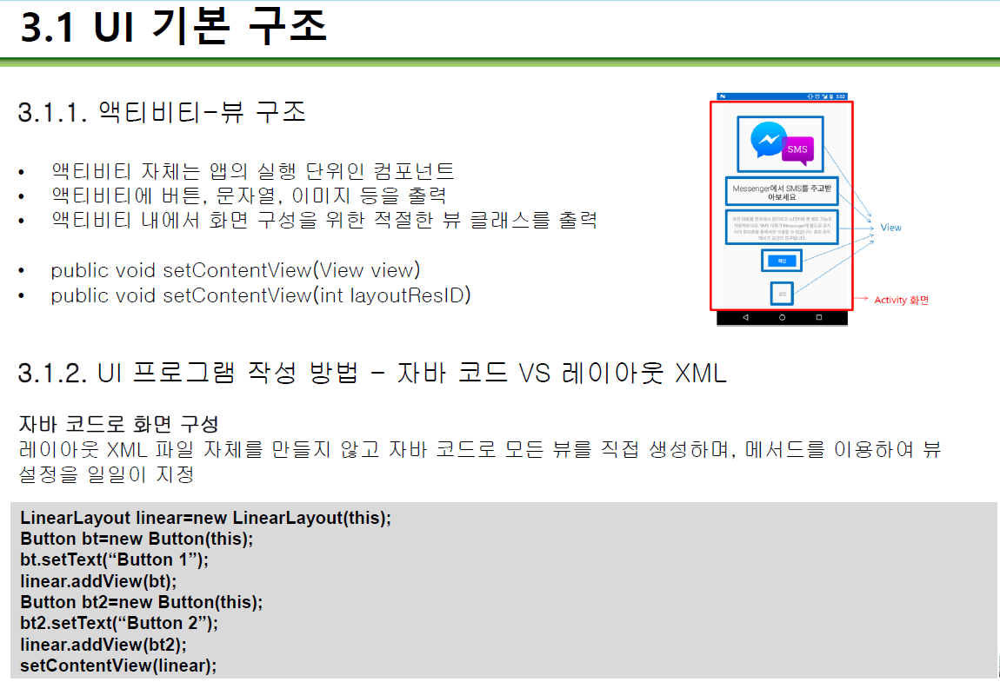 3.1 UI 기본 구조
3.1.1. 액티비티-뷰 구조
• 액티비티 자체는 앱의 실행 단위인 컴포넌트
• 액티비티에 버튼, 문자열, 이미지 등을 출력
• 액티비티 내에서 화면 구성을 위한 적절한 뷰 클래스를 출력
• public void setContentView(View view)
• public void setContentView(int layoutResID)
SMS
Messenger에서 SMS를 주고받
아보세요
확인
View
Activity 화면
3.1.2. UI 프로그램 작성 방법 - 자바 코드 VS 레이아웃 XML
자바 코드로 화면 구성
레이아웃 XML 파일 자체를 만들지 않고 자바 코드로 모든 뷰를 직접 생성하며, 메서드를 이용하여 뷰
설정을 일일이 지정
LinearLayout linear=new LinearLayout(this);
Button bt=new Button(this);
bt.setText(“Button 1”);
linear.addView(bt);
Button bt2=new Button(this);
bt2.setText(“Button 2”);
linear.addView(bt2);
setContentView(linear);